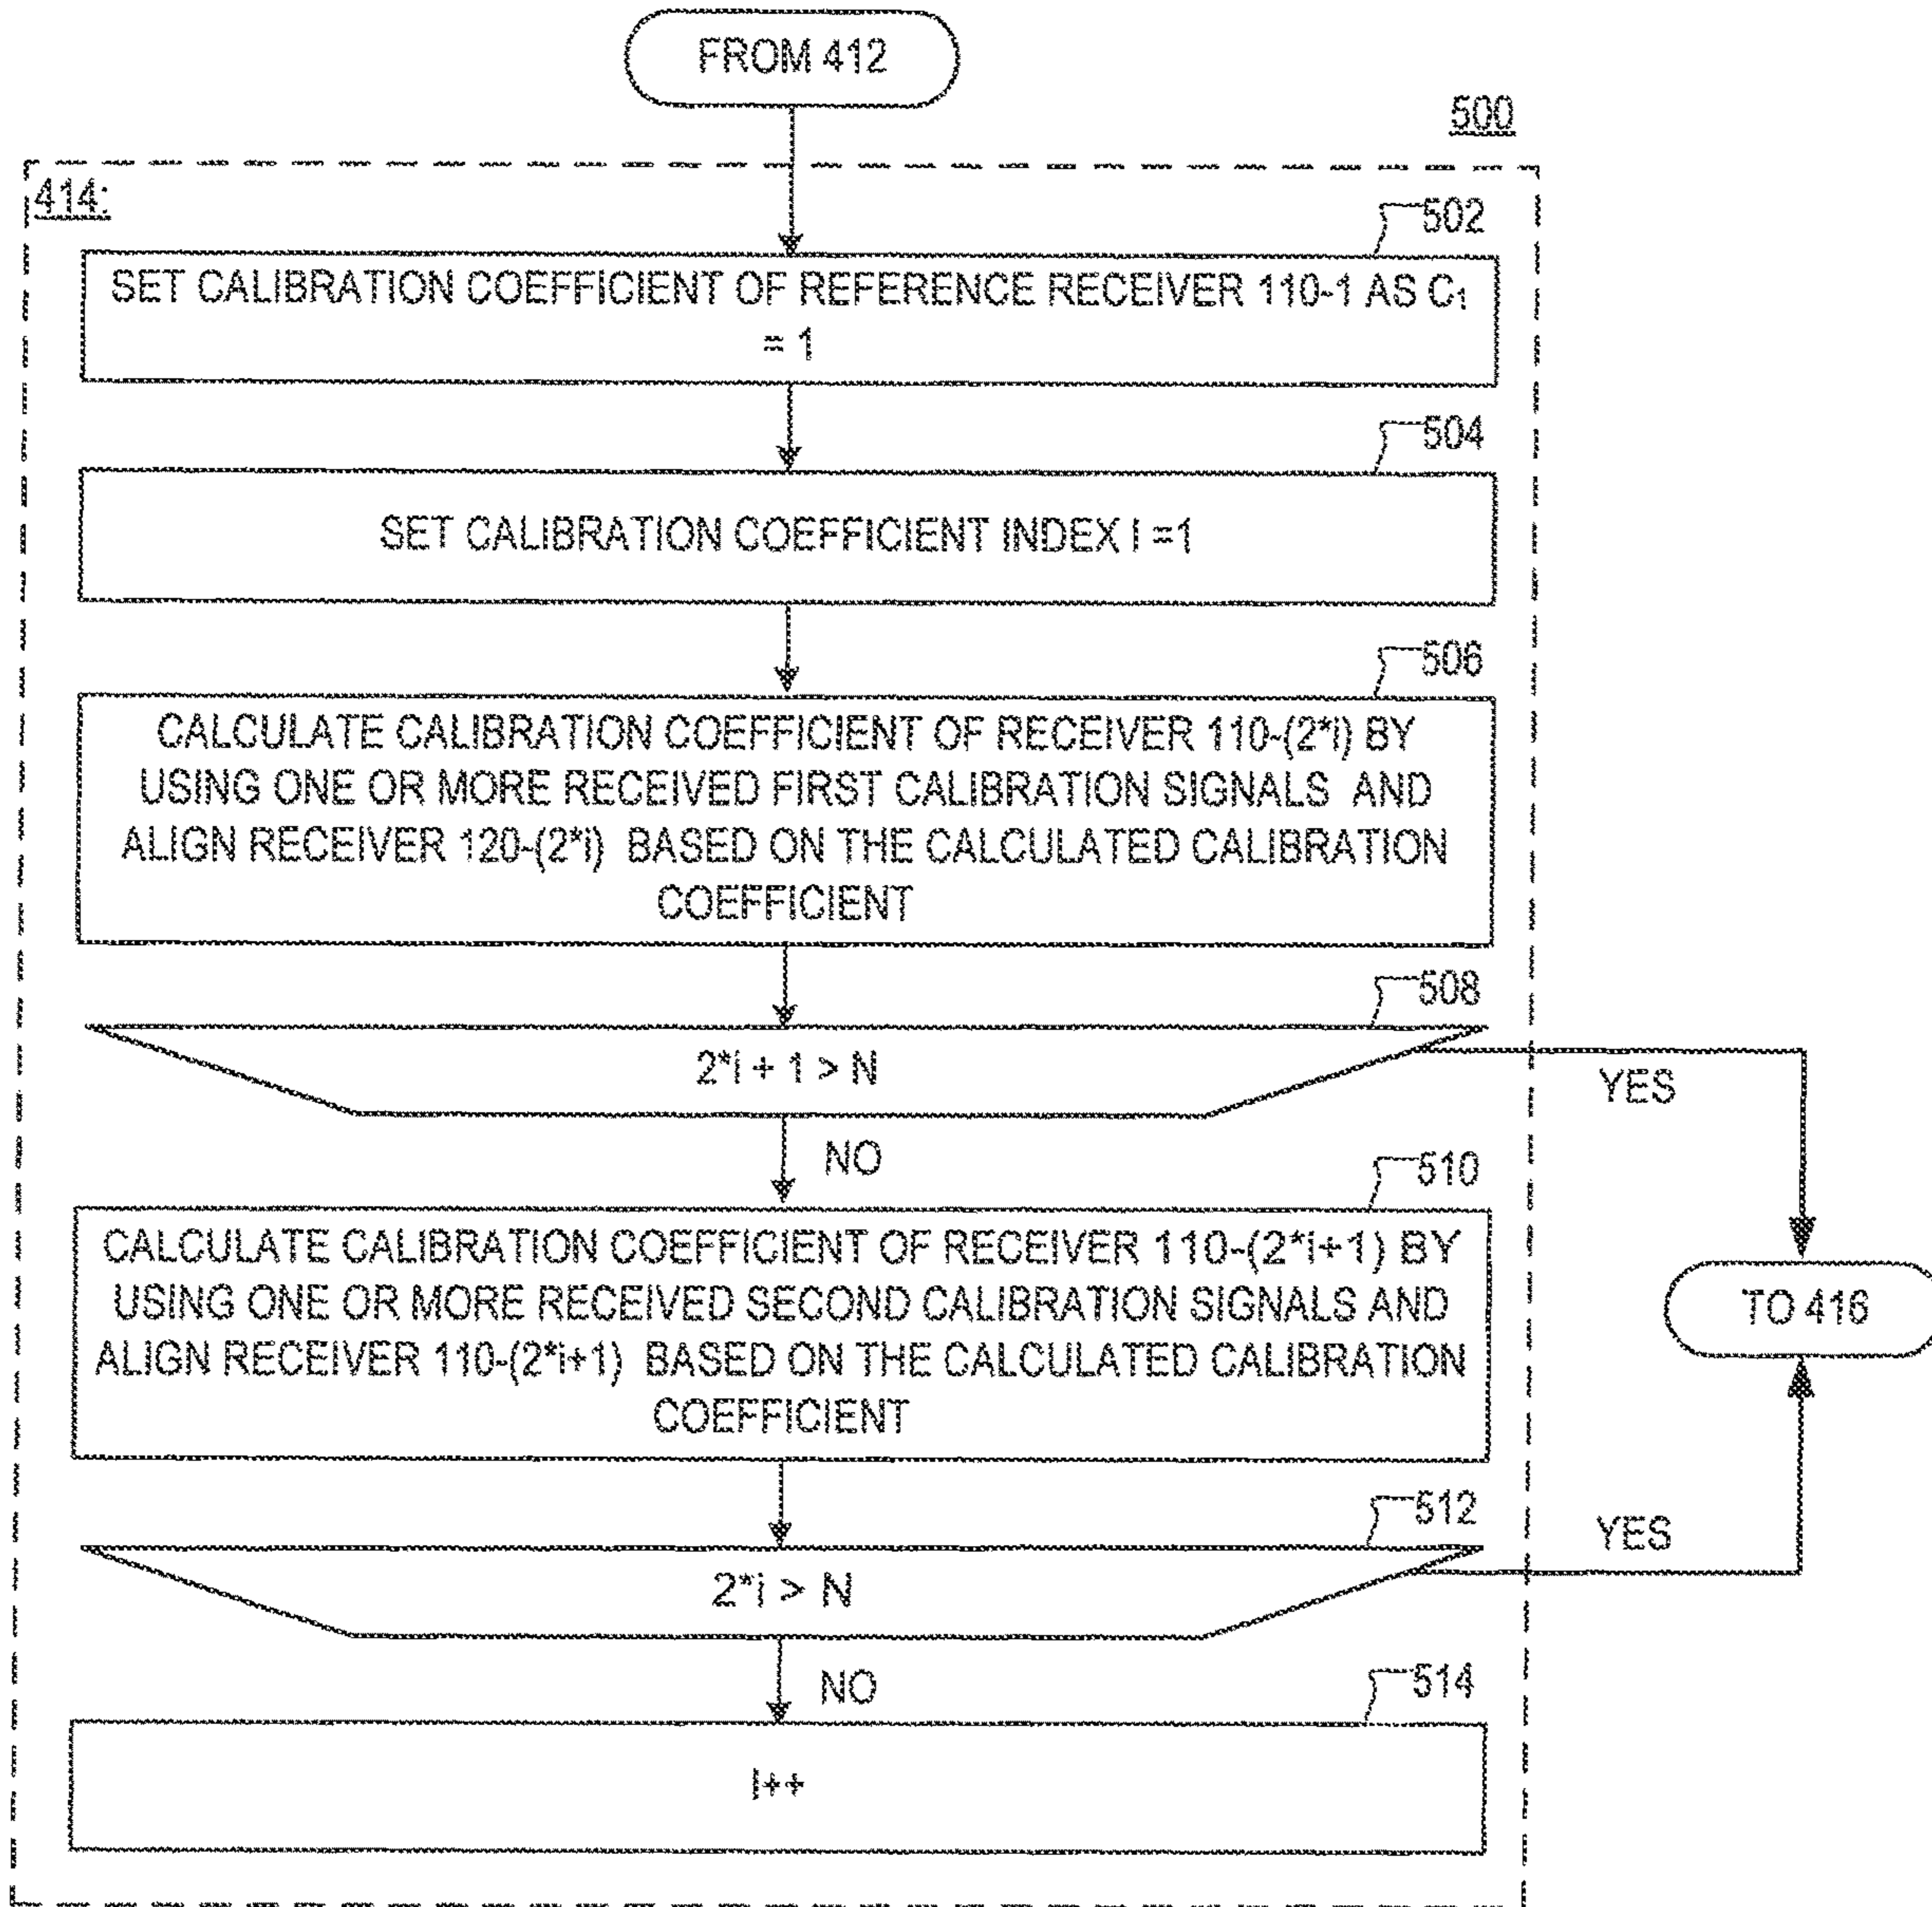 FROM 412
500
414:
502
SET CALIBRATION COEFFICIENT OF REFERENCE RECEIVER 110-1 AS C₁
= 1
504
SET CALIBRATION COEFFICIENT INDEX I =1
506
CALCULATE CALIBRATION COEFFICIENT OF RECEIVER 110-(2*i) BY
USING ONE OR MORE RECEIVED FIRST CALIBRATION SIGNALS AND
ALIGN RECEIVER 120-(2*i) BASED ON THE CALCULATED CALIBRATION
COEFFICIENT
508
2*i + 1 > N
YES
NO
510
CALCULATE CALIBRATION COEFFICIENT OF RECEIVER 110-(2*i+1) BY
USING ONE OR MORE RECEIVED SECOND CALIBRATION SIGNALS AND
ALIGN RECEIVER 110-(2*i+1) BASED ON THE CALCULATED CALIBRATION
COEFFICIENT
TO 416
512
2*i > N
YES
NO
514
I++